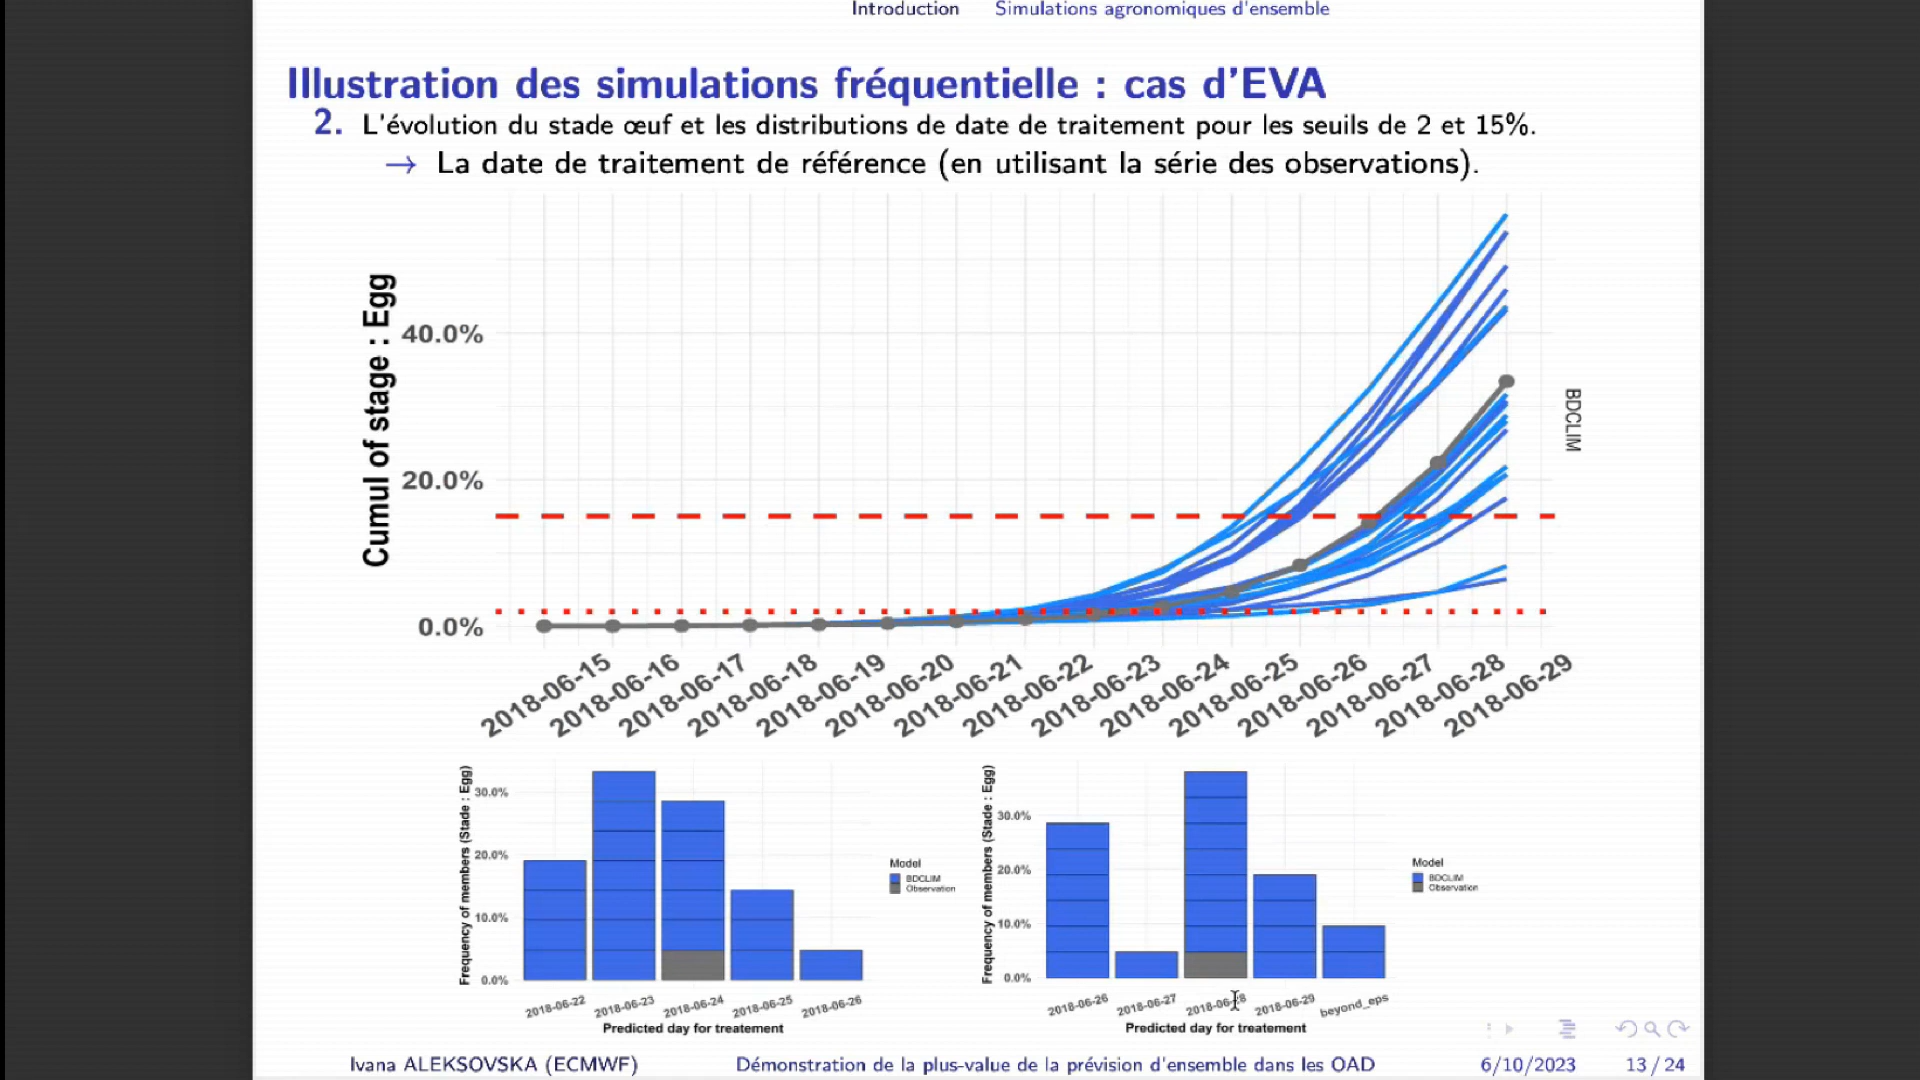 Introduction Simulations agronomiques d'ensemble
Illustration des simulations fréquentielle : cas d'EVA
2. L'évolution du stade œuf et les distributions de date de traitement pour les seuils de 2 et 15%.
→ La date de traitement de référence (en utilisant la série des observations).
Cumul of stage : Egg
40.0%
20.0%
0.0%
BDCLIM
2018-06-15
2018-06-16
2018-06-17
2018-06-18
2018-06-19
2018-06-20
2018-06-21
2018-06-22
2018-06-23
2018-06-24
2018-06-25
2018-06-26
2018-06-27
2018-06-28
2018-06-29
Frequency of members (Stade : Egg)
30.0%
20.0%
10.0%
0.0%
2018-06-22
2018-06-23
2018-06-24
2018-06-25
2018-06-26
Predicted day for treatement
Model
BDCLIM
Observation
Frequency of members (Stade : Egg)
30.0%
20.0%
10.0%
0.0%
2018-06-26
2018-06-27
2018-06-28
2018-06-29
beyond_eps
Predicted day for treatement
Model
BDCLIM
Observation
Ivana ALEKSOVSKA (ECMWF) Démonstration de la plus-value de la prévision d'ensemble dans les OAD 6/10/2023 13 / 24